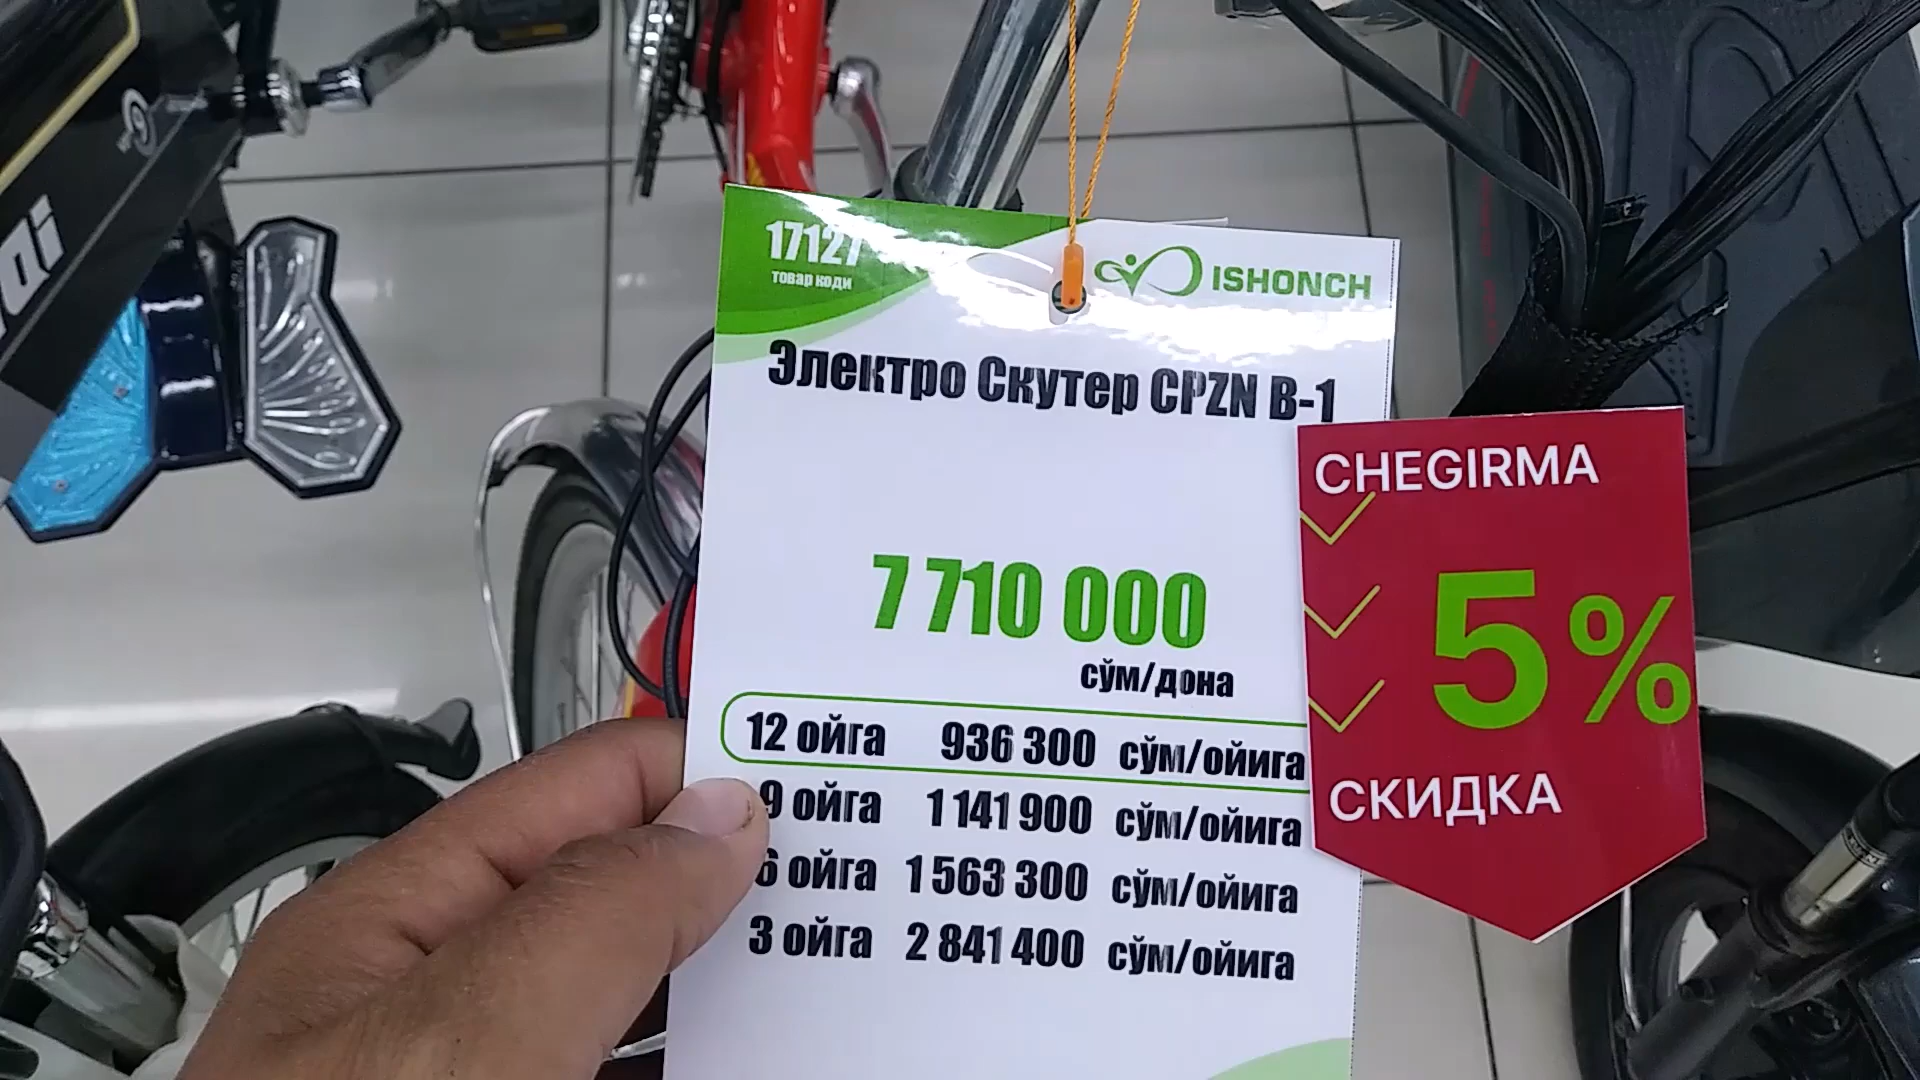 17127
товар коди
ISHONCH
Электро Скутер CPZN B-1
7 710 000
сўм/дона
12 ойга 936 300 сўм/ойига
9 ойга 1 141 900 сўм/ойига
6 ойга 1 563 300 сўм/ойига
3 ойга 2 841 400 сўм/ойига
CHEGIRMA
5%
СКИДКА